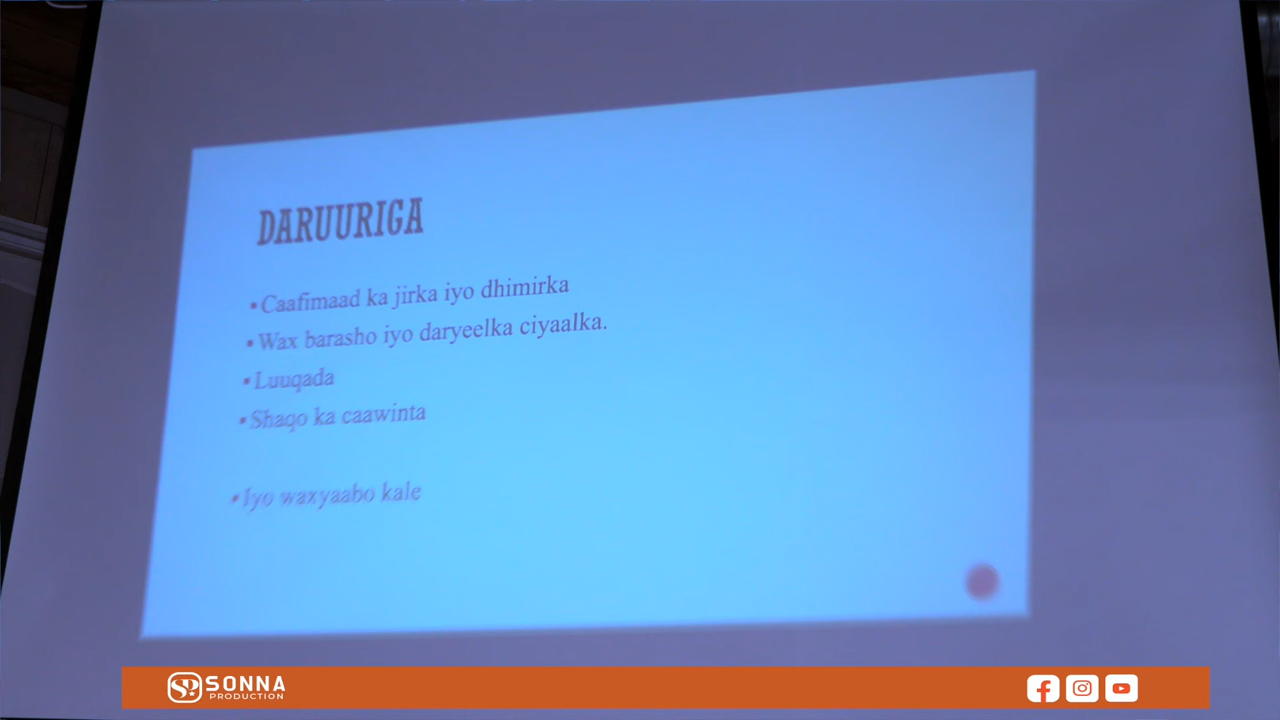 DARUURIGA
▪ Caafimaad ka jirka iyo dhimirka
▪ Wax barasho iyo daryeelka ciyaalka.
▪ Luuqada
▪ Shaqo ka caawinta
▪ Iyo waxyaabo kale
SP SONNA
PRODUCTION